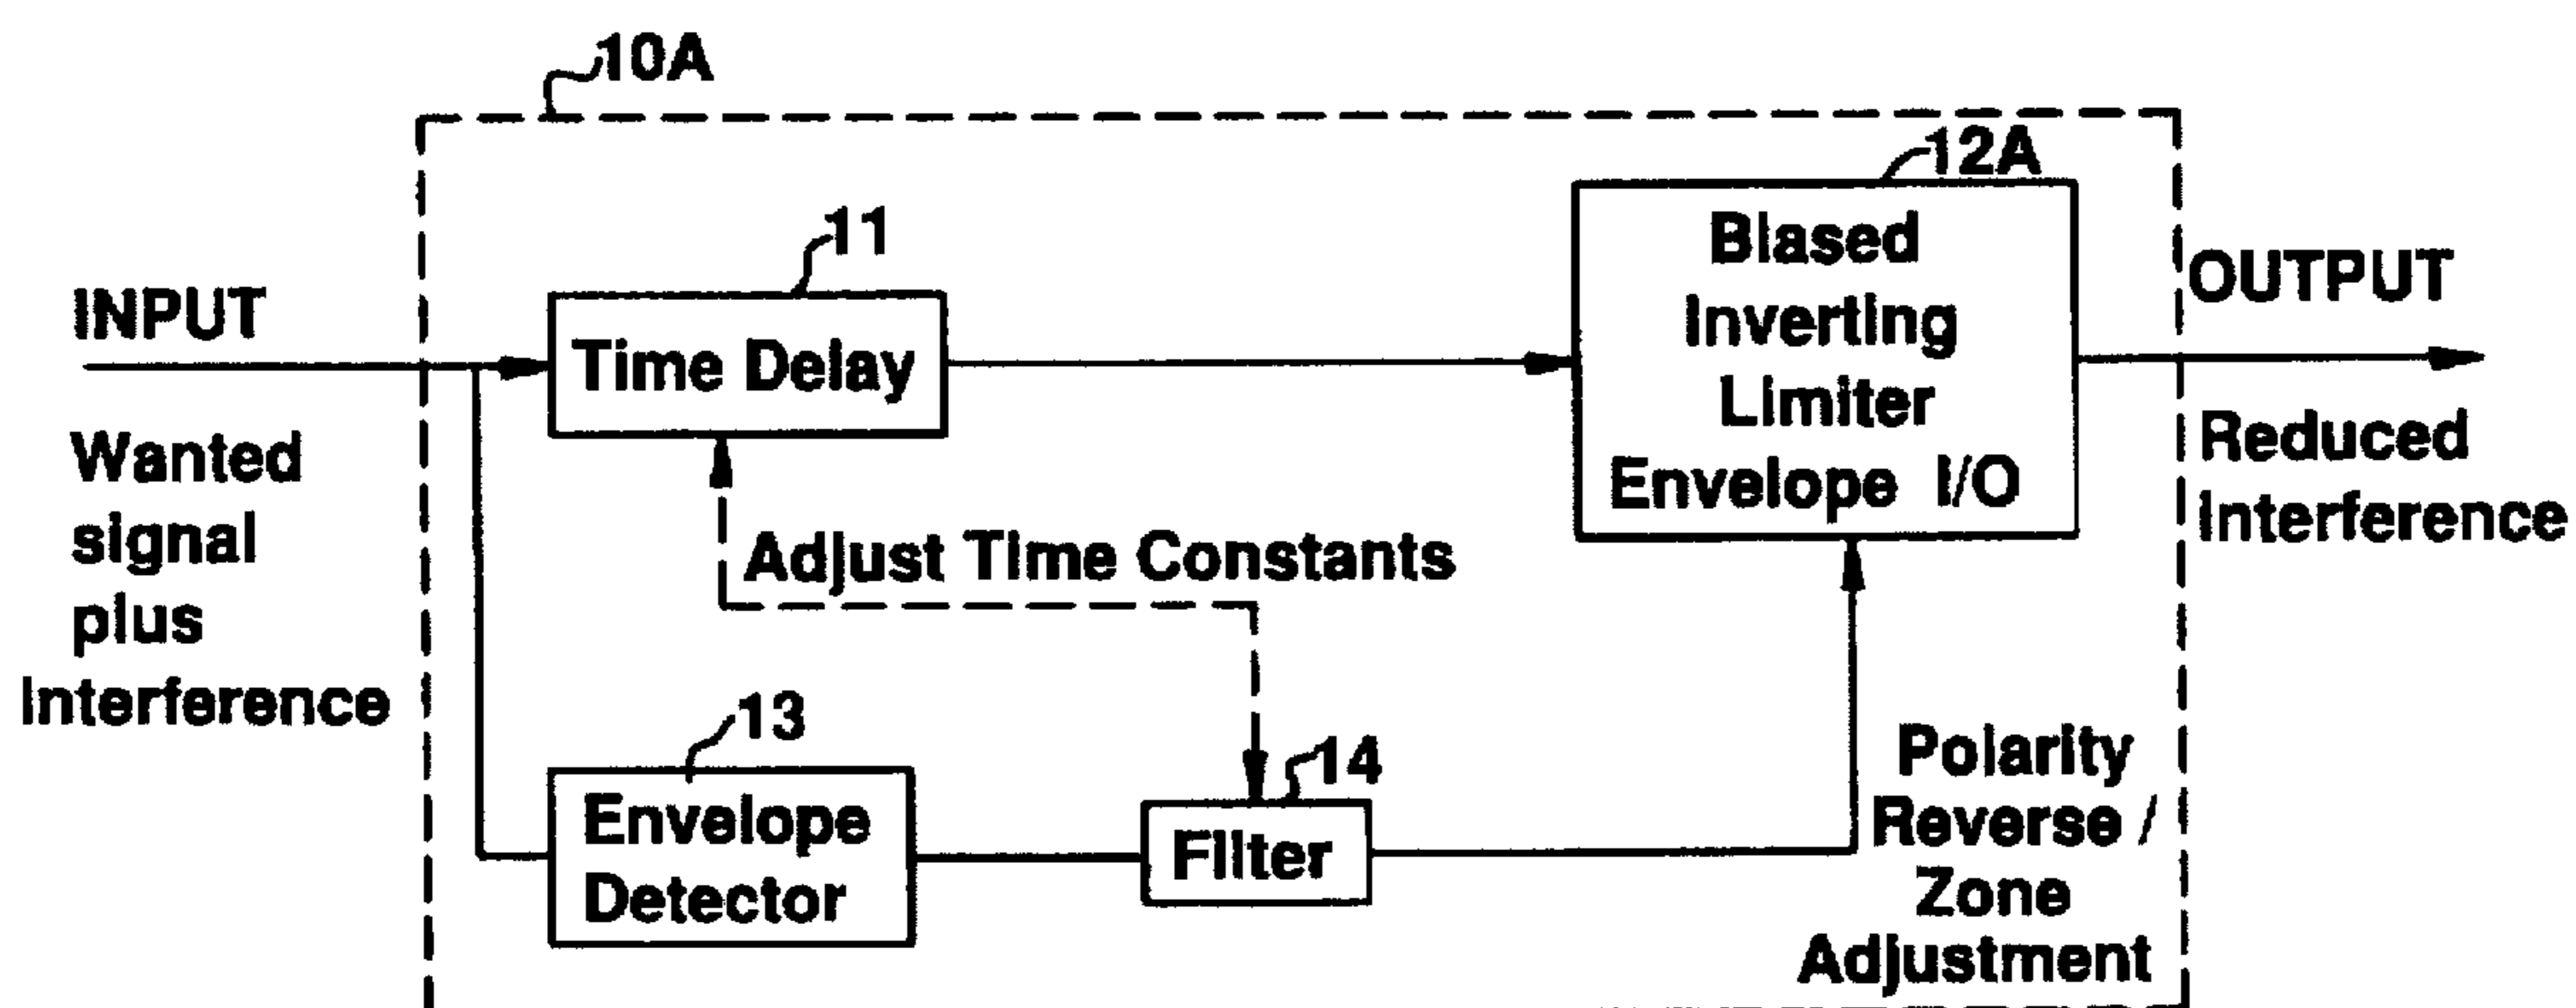 10A
12A
11
INPUT
Time Delay
Biased
Inverting
Limiter
Envelope I/O
OUTPUT
Wanted
signal
plus
Interference
Reduced
Interference
Adjust Time Constants
13
14
Envelope
Detector
Filter
Polarity
Reverse /
Zone
Adjustment